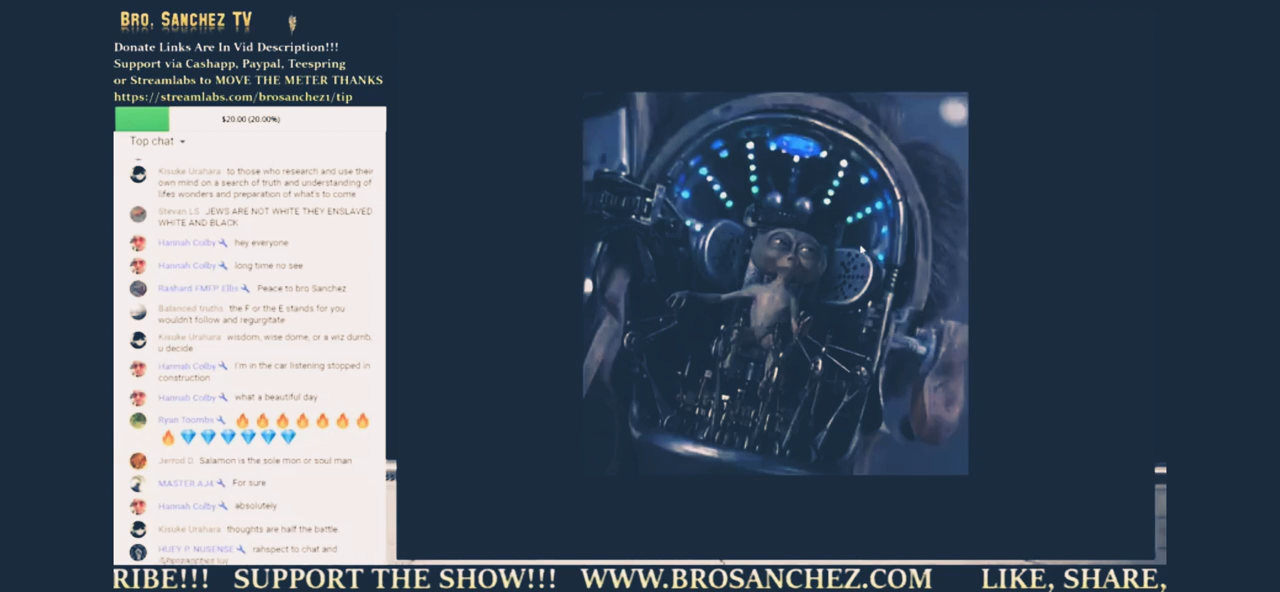 BRO. SANCHEZ TV
Donate Links Are In Vid Description!!!
Support via Cashapp, Paypal, Teespring
or Streamlabs to MOVE THE METER THANKS
https://streamlabs.com/brosanchez1/tip
$20.00 (20.00%)
Top chat
Kisuke Urahara to those who research and use their
own mind on a search of truth and understanding of
lifes wonders and preparation of what's to come
Stevan LS JEWS ARE NOT WHITE THEY ENSLAVED
WHITE AND BLACK
Hannah Colby hey everyone
Hannah Colby long time no see
Rashard FMFP Ellis Peace to bro Sanchez
Balanced truths the F or the E stands for you
wouldn't follow and regurgitate
Kisuke Urahara wisdom, wise dome, or a wiz dumb,
u decide
Hannah Colby I'm in the car listening stopped in
construction
Hannah Colby what a beautiful day
Ryan Toombs
Jerrod D Salamon is the sole mon or soul man
MASTER AJ4 For sure
Hannah Colby absolutely
Kisuke Urahara thoughts are half the battle
HUEY P. NUSENSE rahspect to chat and
RIBE!!! SUPPORT THE SHOW!!! WWW.BROSANCHEZ.COM LIKE, SHARE,